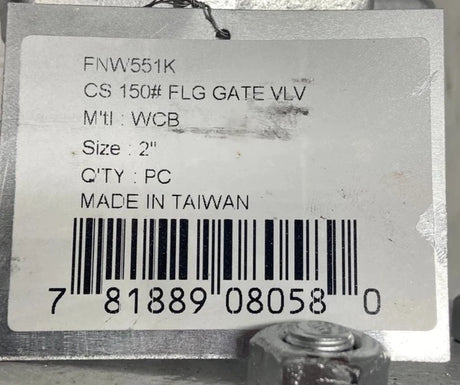 FNW551K
CS 150# FLG GATE VLV
M'tl : WCB
Size : 2"
Q'TY : PC
MADE IN TAIWAN
7 81889 08058 0